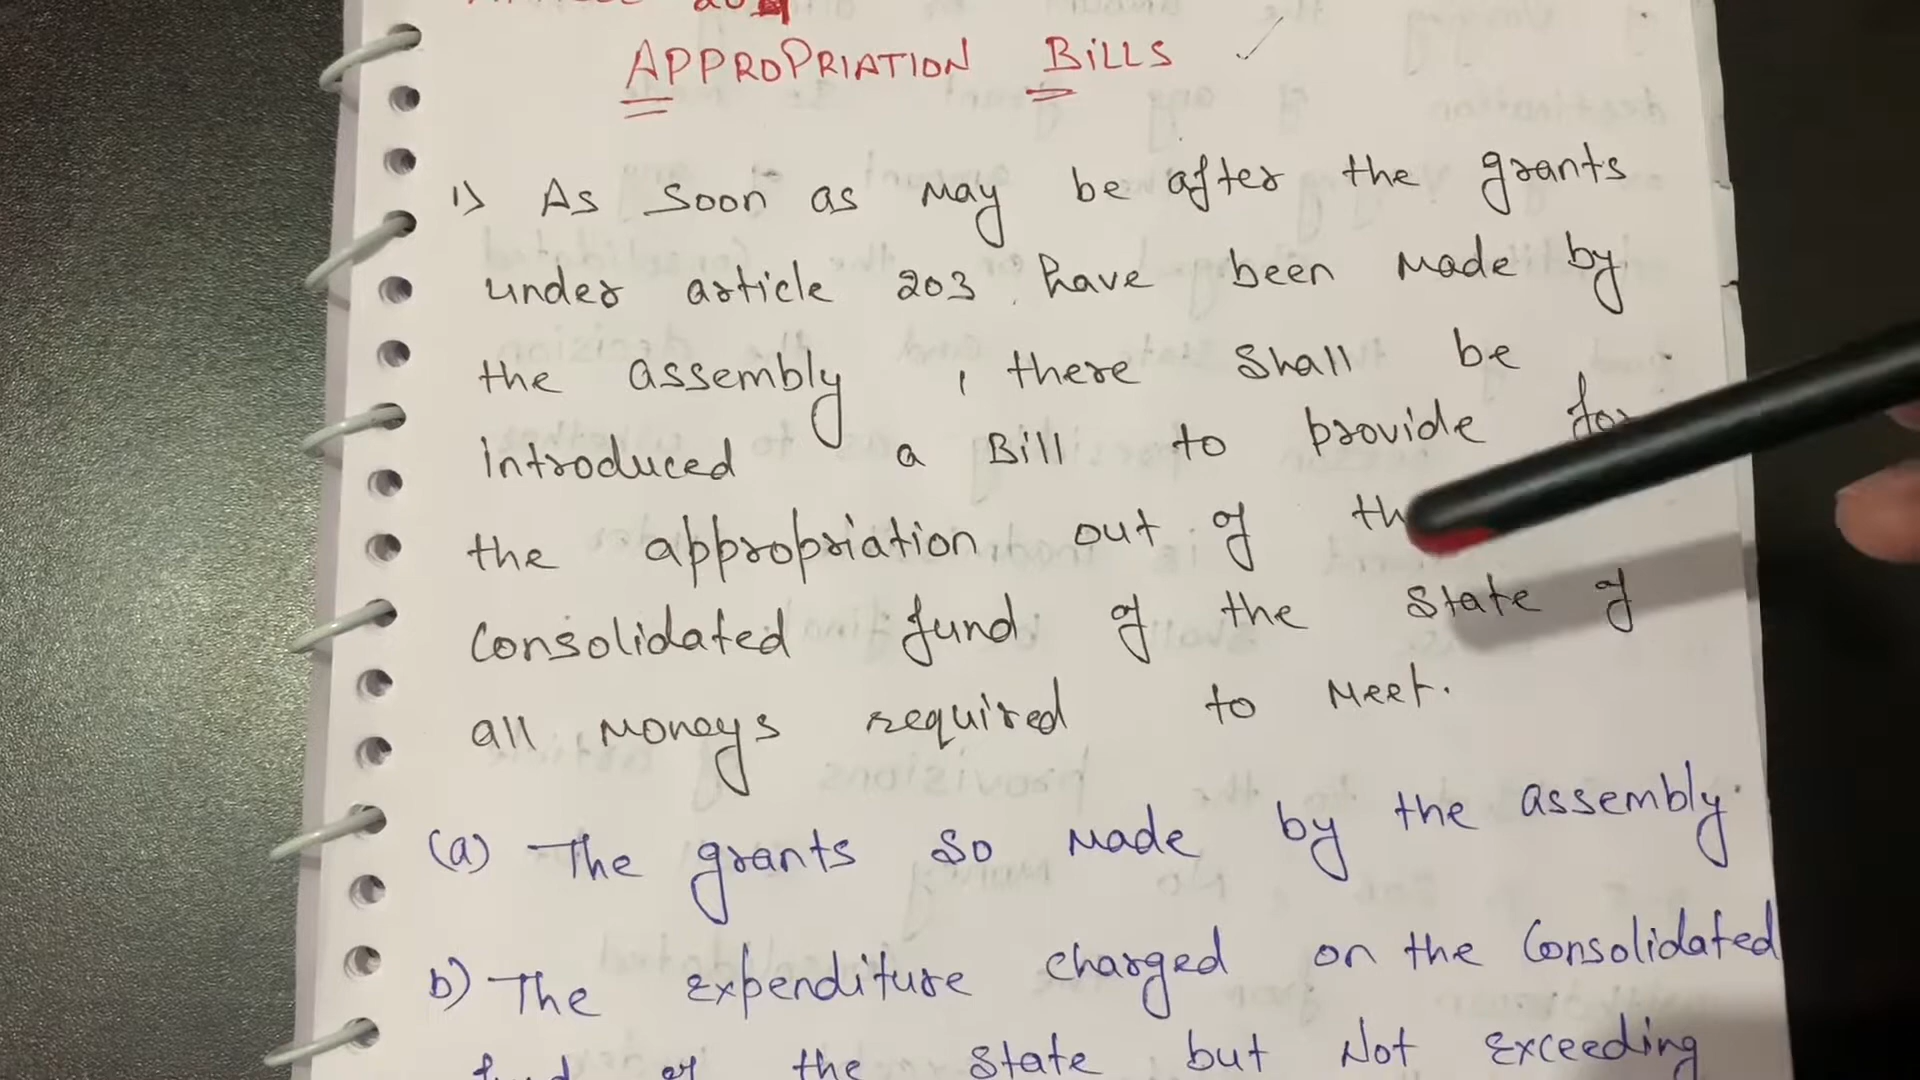 APPROPRIATION BILLS
1) As soon as may be after the grants
under article 203 have been made by
the assembly, there shall be
introduced a Bill to provide for
the appropriation out of
Consolidated fund of the state of
all moneys required to meet.
(a) The grants so made by the assembly
b) The expenditure charged on the Consolidated
fund of the state but Not exceeding